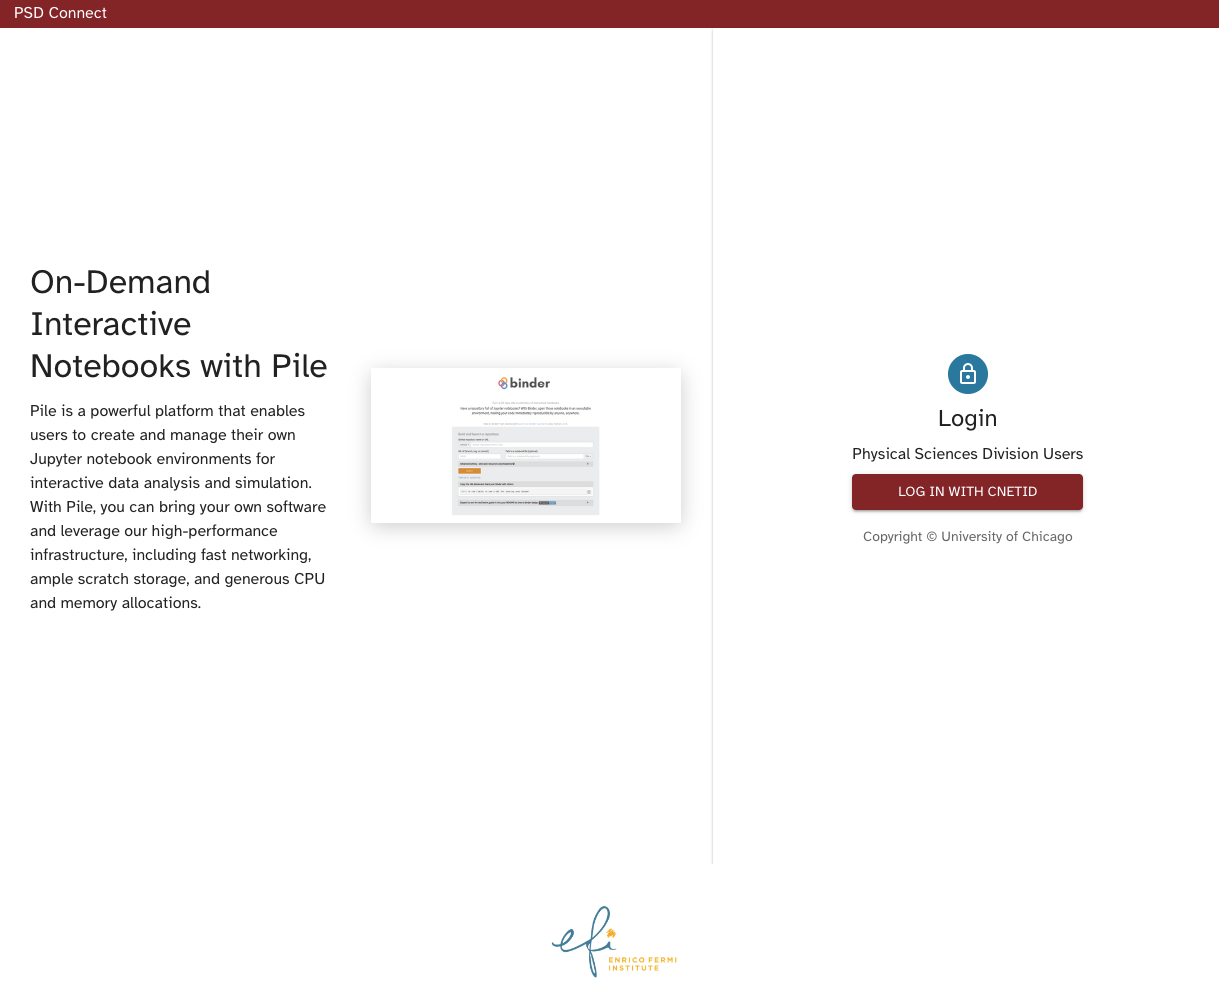 PSD Connect
On-Demand
Interactive
Notebooks with Pile
Pile is a powerful platform that enables
users to create and manage their own
Jupyter notebook environments for
interactive data analysis and simulation.
With Pile, you can bring your own software
and leverage our high-performance
infrastructure, including fast networking,
ample scratch storage, and generous CPU
and memory allocations.
binder
Login
Physical Sciences Division Users
LOG IN WITH CNETID
Copyright © University of Chicago
efi
ENRICO FERMI
INSTITUTE